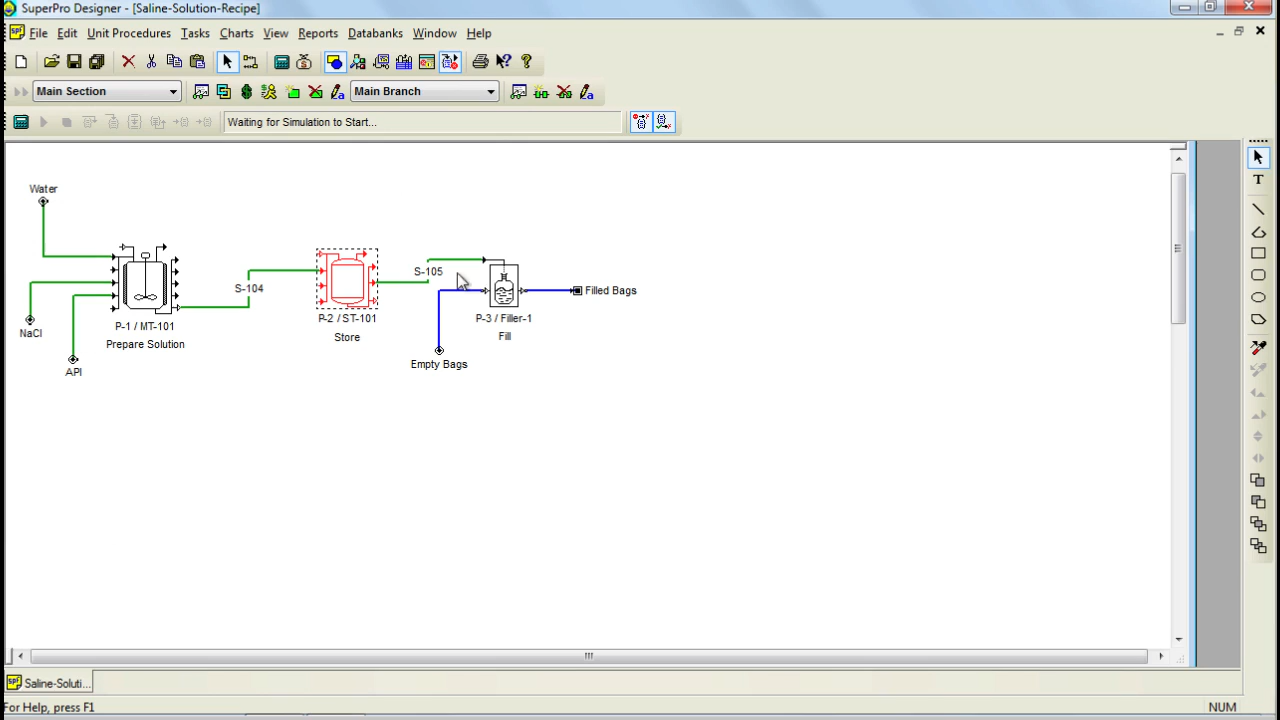 SuperPro Designer - [Saline-Solution-Recipe]
File Edit Unit Procedures Tasks Charts View Reports Databanks Window Help
Main Section Main Branch
Waiting for Simulation to Start...
T
Water
S-105
S-104
Filled Bags
P-1 / MT-101
Prepare Solution
P-2 / ST-101
Store
P-3 / Filler-1
Fill
NaCl
API
Empty Bags
Saline-Soluti...
For Help, press F1 NUM